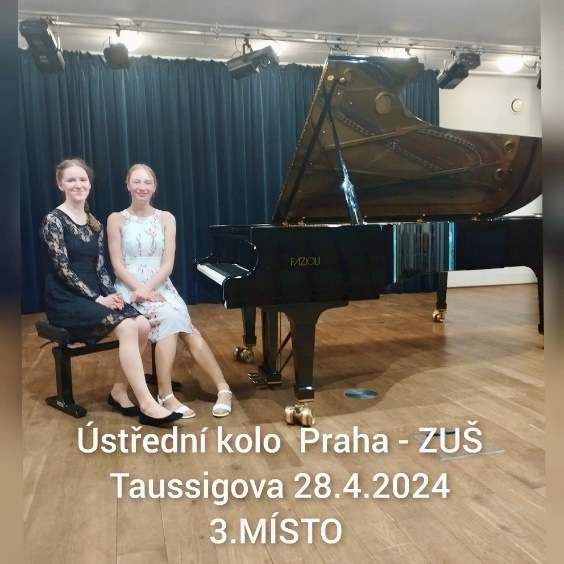 FAZIOLI
Ústřední kolo  Praha - ZUŠ
Taussigova 28.4.2024
3.MÍSTO